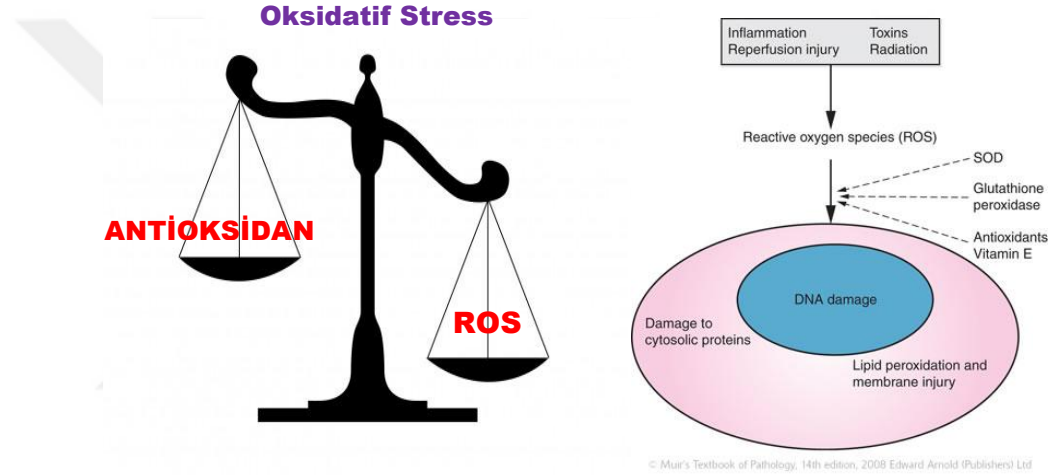 Oksidatif Stress
ANTİOKSİDAN
ROS
Inflammation Toxins
Reperfusion injury Radiation
Reactive oxygen species (ROS)
SOD
Glutathione
peroxidase
Antioxidants
Vitamin E
DNA damage
Damage to
cytosolic proteins
Lipid peroxidation and
membrane injury
© Muir's Textbook of Pathology, 14th edition, 2008 Edward Arnold (Publishers) Ltd